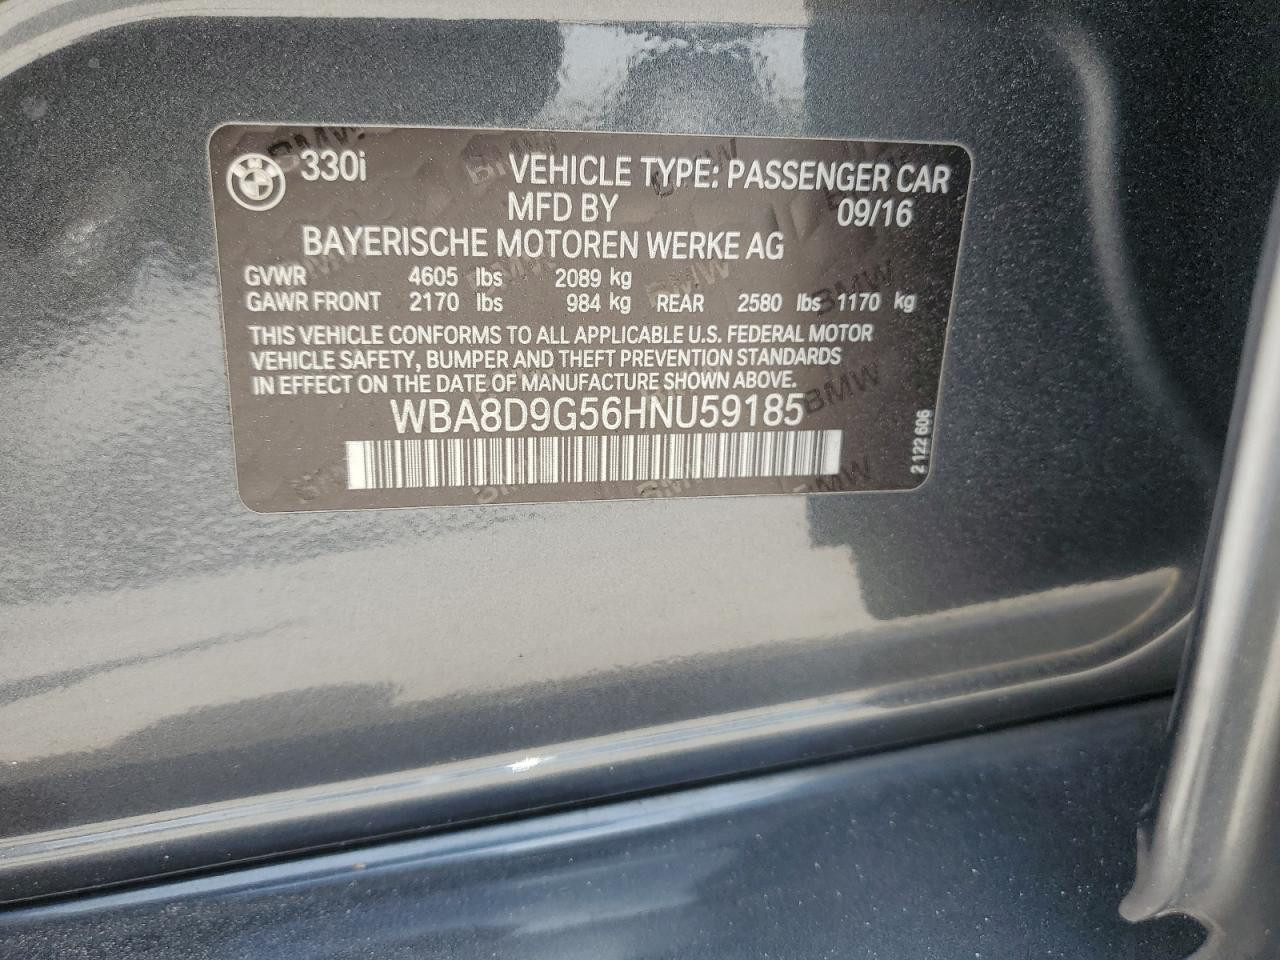 330i VEHICLE TYPE: PASSENGER CAR
MFD BY 09/16
BAYERISCHE MOTOREN WERKE AG
GVWR 4605 lbs 2089 kg
GAWR FRONT 2170 lbs 984 kg REAR 2580 lbs 1170 kg
THIS VEHICLE CONFORMS TO ALL APPLICABLE U.S. FEDERAL MOTOR
VEHICLE SAFETY, BUMPER AND THEFT PREVENTION STANDARDS
IN EFFECT ON THE DATE OF MANUFACTURE SHOWN ABOVE.
WBA8D9G56HNU59185
2 122 606